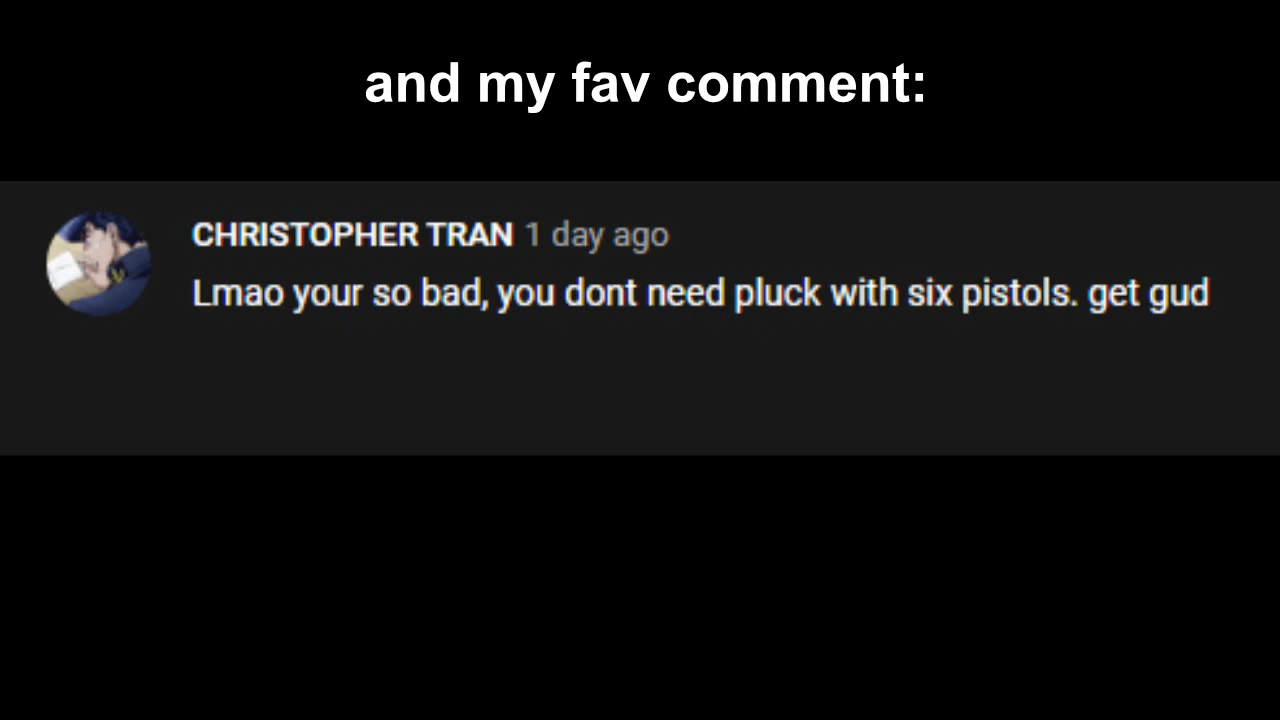 and my fav comment:
CHRISTOPHER TRAN 1 day ago
Lmao your so bad, you dont need pluck with six pistols. get gud